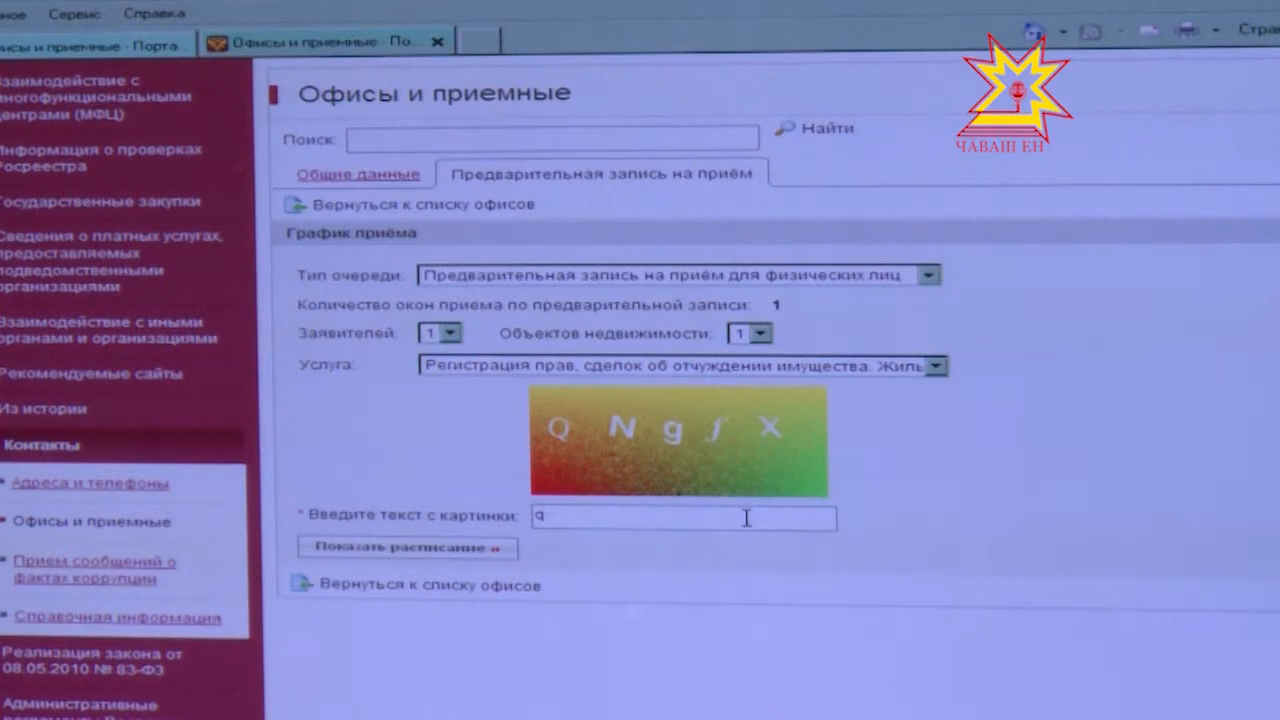 Сервис Справка
Офисы и приемные - По...
Взаимодействие с
многофункциональными
центрами (МФЦ)
Информация о проверках
Росреестра
Государственные закупки
Сведения о платных услугах,
предоставляемых
подведомственными
организациями
Взаимодействие с иными
органами и организациями
Рекомендуемые сайты
Из истории
Контакты
Адреса и телефоны
Офисы и приемные
Прием сообщений о
фактах коррупции
Справочная информация
Реализация закона от
08.05.2010 № 83-ФЗ
Административные
Офисы и приемные
Поиск: Найти
Общие данные Предварительная запись на приём
Вернуться к списку офисов
График приёма
Тип очереди: Предварительная запись на приём для физических лиц
Количество окон приема по предварительной записи: 1
Заявителей: 1 Объектов недвижимости: 1
Услуга: Регистрация прав, сделок об отчуждении имущества. Жиль
Q N g f X
* Введите текст с картинки: q
Показать расписание »
Вернуться к списку офисов
ЧАВАШ ЕН